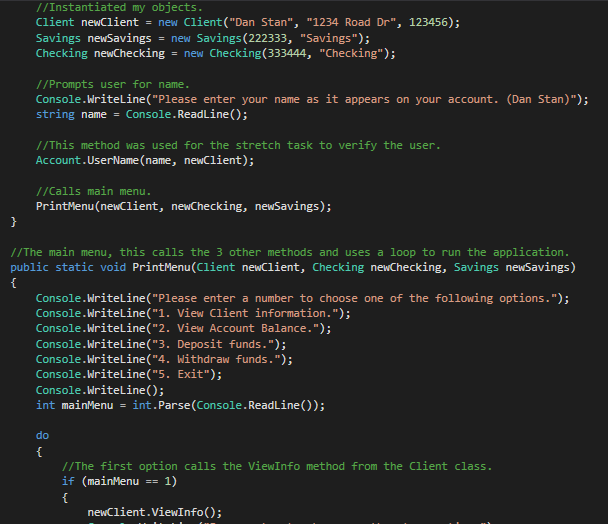 //Instantiated my objects.
Client newClient = new Client("Dan Stan", "1234 Road Dr", 123456);
Savings newSavings = new Savings(222333, "Savings");
Checking newChecking = new Checking(333444, "Checking");
//Prompts user for name.
Console.WriteLine("Please enter your name as it appears on your account. (Dan Stan)");
string name = Console.ReadLine();
//This method was used for the stretch task to verify the user.
Account.UserName(name, newClient);
//Calls main menu.
PrintMenu(newClient, newChecking, newSavings);
}
//The main menu, this calls the 3 other methods and uses a loop to run the application.
public static void PrintMenu(Client newClient, Checking newChecking, Savings newSavings)
{
Console.WriteLine("Please enter a number to choose one of the following options.");
Console.WriteLine("1. View Client information.");
Console.WriteLine("2. View Account Balance.");
Console.WriteLine("3. Deposit funds.");
Console.WriteLine("4. Withdraw funds.");
Console.WriteLine("5. Exit");
Console.WriteLine();
int mainMenu = int.Parse(Console.ReadLine());
do
{
//The first option calls the ViewInfo method from the Client class.
if (mainMenu == 1)
{
newClient.ViewInfo();